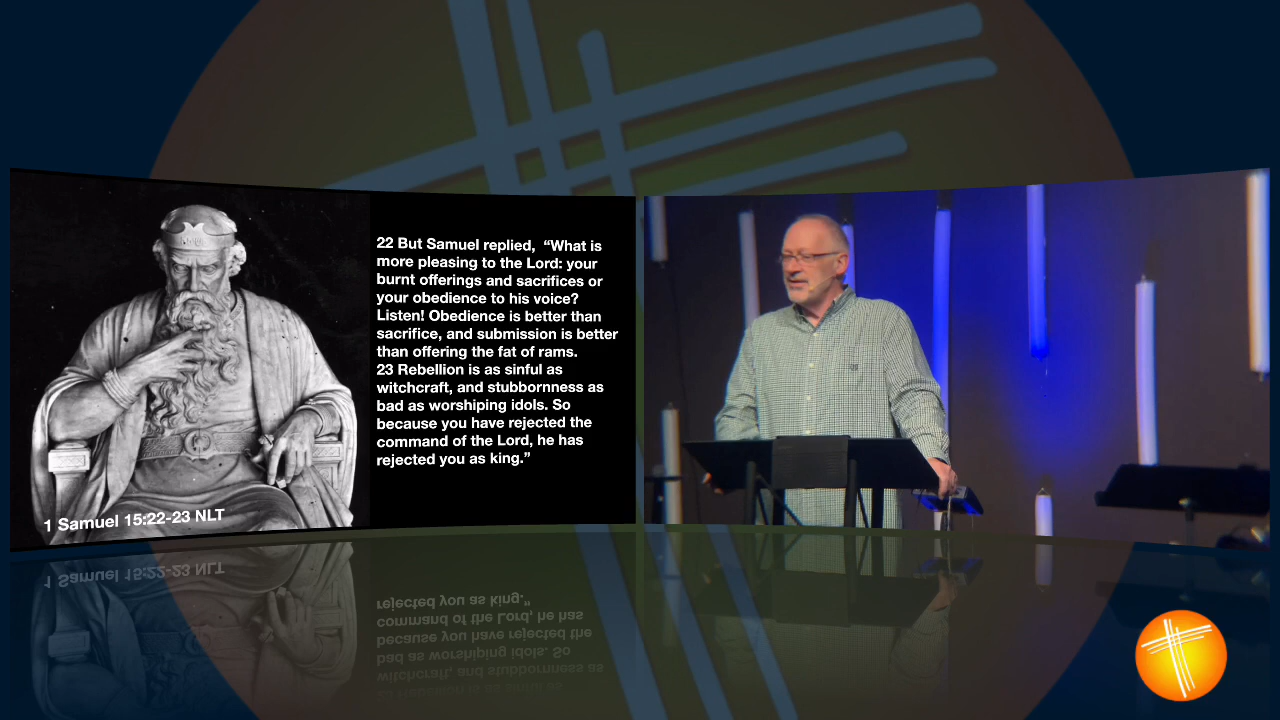 22 But Samuel replied,  “What is
more pleasing to the Lord: your
burnt offerings and sacrifices or
your obedience to his voice?
Listen! Obedience is better than
sacrifice, and submission is better
than offering the fat of rams.
23 Rebellion is as sinful as
witchcraft, and stubbornness as
bad as worshiping idols. So
because you have rejected the
command of the Lord, he has
rejected you as king.”
1 Samuel 15:22-23 NLT